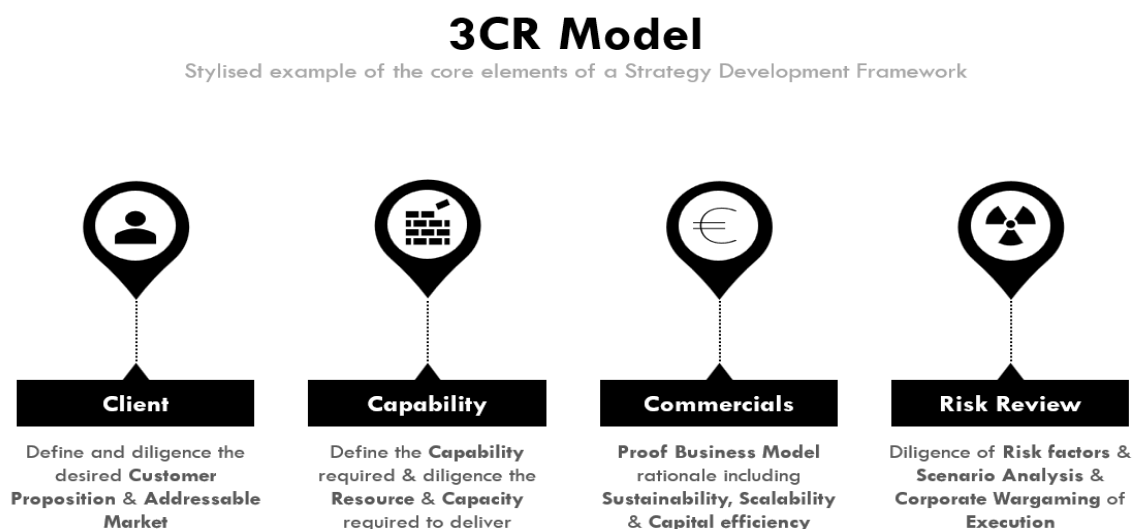 3CR Model
Stylised example of the core elements of a Strategy Development Framework
Client
Define and diligence the
desired Customer
Proposition & Addressable
Market
Capability
Define the Capability
required & diligence the
Resource & Capacity
required to deliver
Commercials
Proof Business Model
rationale including
Sustainability, Scalability
& Capital efficiency
Risk Review
Diligence of Risk factors &
Scenario Analysis &
Corporate Wargaming of
Execution